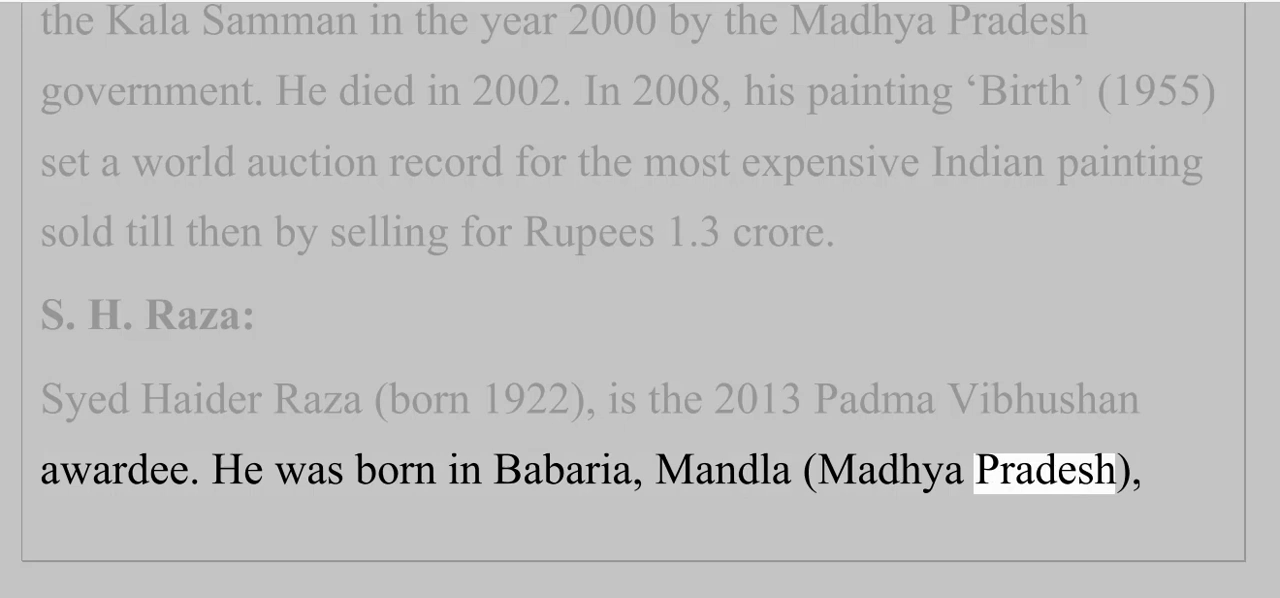 the Kala Samman in the year 2000 by the Madhya Pradesh
government. He died in 2002. In 2008, his painting ‘Birth’ (1955)
set a world auction record for the most expensive Indian painting
sold till then by selling for Rupees 1.3 crore.
S. H. Raza:
Syed Haider Raza (born 1922), is the 2013 Padma Vibhushan
awardee. He was born in Babaria, Mandla (Madhya Pradesh),